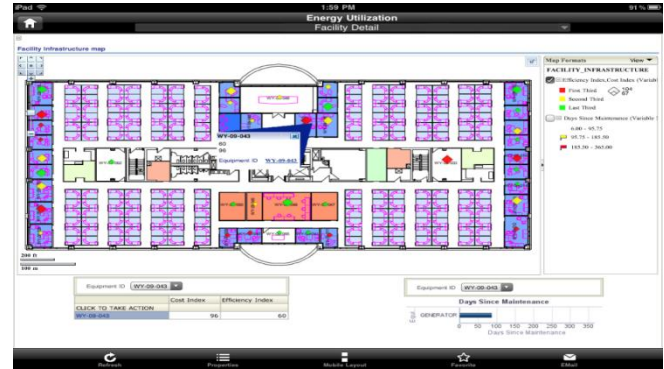 iPad 1:59 PM 91 %
Energy Utilization
Facility Detail
Facility Infrastructure map
Map Formats View
FACILITY_INFRASTRUCTURE
Efficiency Index,Cost Index (Variabl
First Third
Second Third
Last Third
Days Since Maintenance (Variable
6.00 - 95.75
95.75 - 185.50
185.50 - 365.00
WY-09-043
60
96
Equipment ID WY-09-043
200 ft
100 m
Equipment ID WY-09-043
Cost Index Efficiency Index
CLICK TO TAKE ACTION
WY-09-043 96 60
Equipment ID WY-09-043
Days Since Maintenance
Equi
GENERATOR
0 50 100 150 200 250 300 350
Days Since Maintenance
Refresh Properties Mobile Layout Favorite EMail